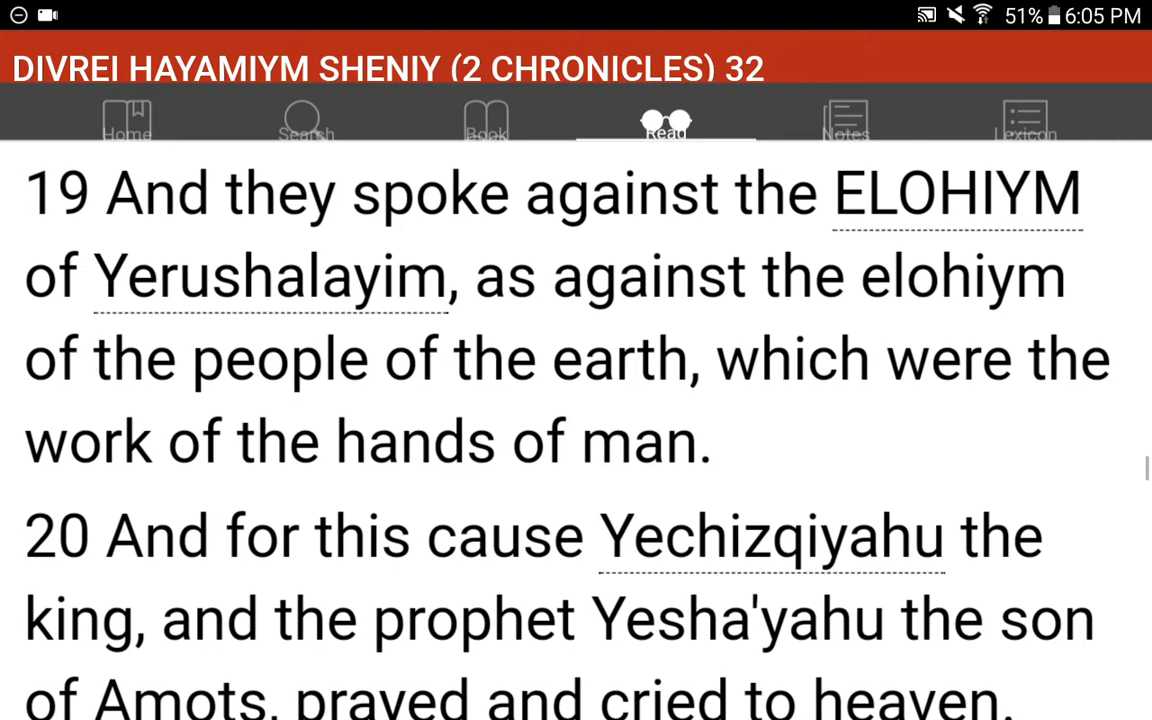 51% 6:05 PM
DIVREI HAYAMIYM SHENIY (2 CHRONICLES) 32
Home Search Book Read Notes Lexicon
19 And they spoke against the ELOHIYM
of Yerushalayim, as against the elohiym
of the people of the earth, which were the
work of the hands of man.
20 And for this cause Yechizqiyahu the
king, and the prophet Yesha'yahu the son
of Amots, prayed and cried to heaven.